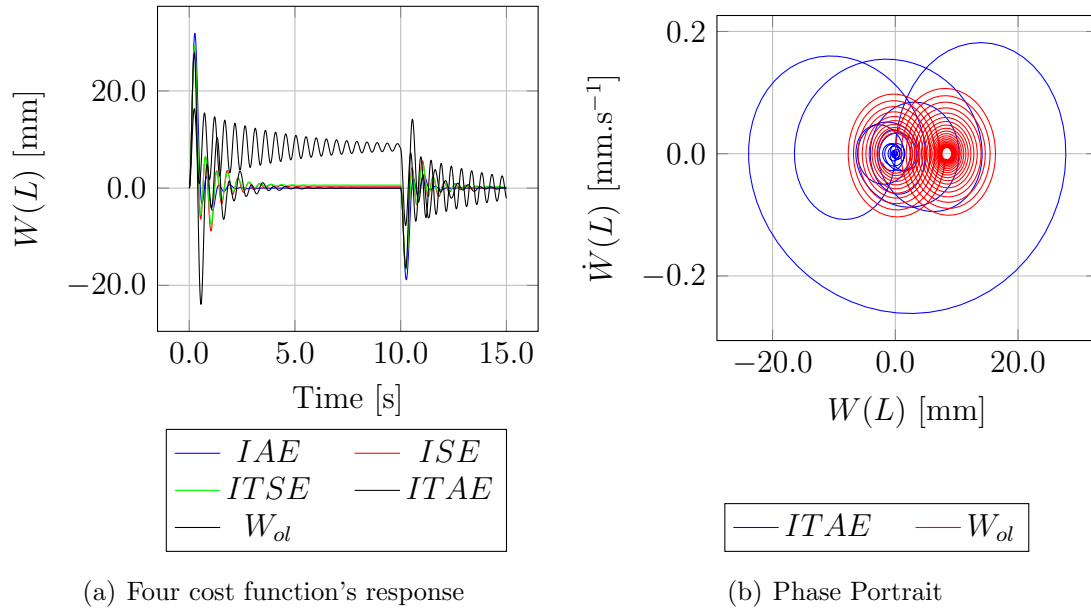 20.0
0.0
−20.0
W(L) [mm]
0.0 5.0 10.0 15.0
Time [s]
IAE ISE
ITSE ITAE
W_ol
(a) Four cost function's response
0.2
0.0
−0.2
Ẇ(L) [mm.s⁻¹]
−20.0 0.0 20.0
W(L) [mm]
ITAE W_ol
(b) Phase Portrait